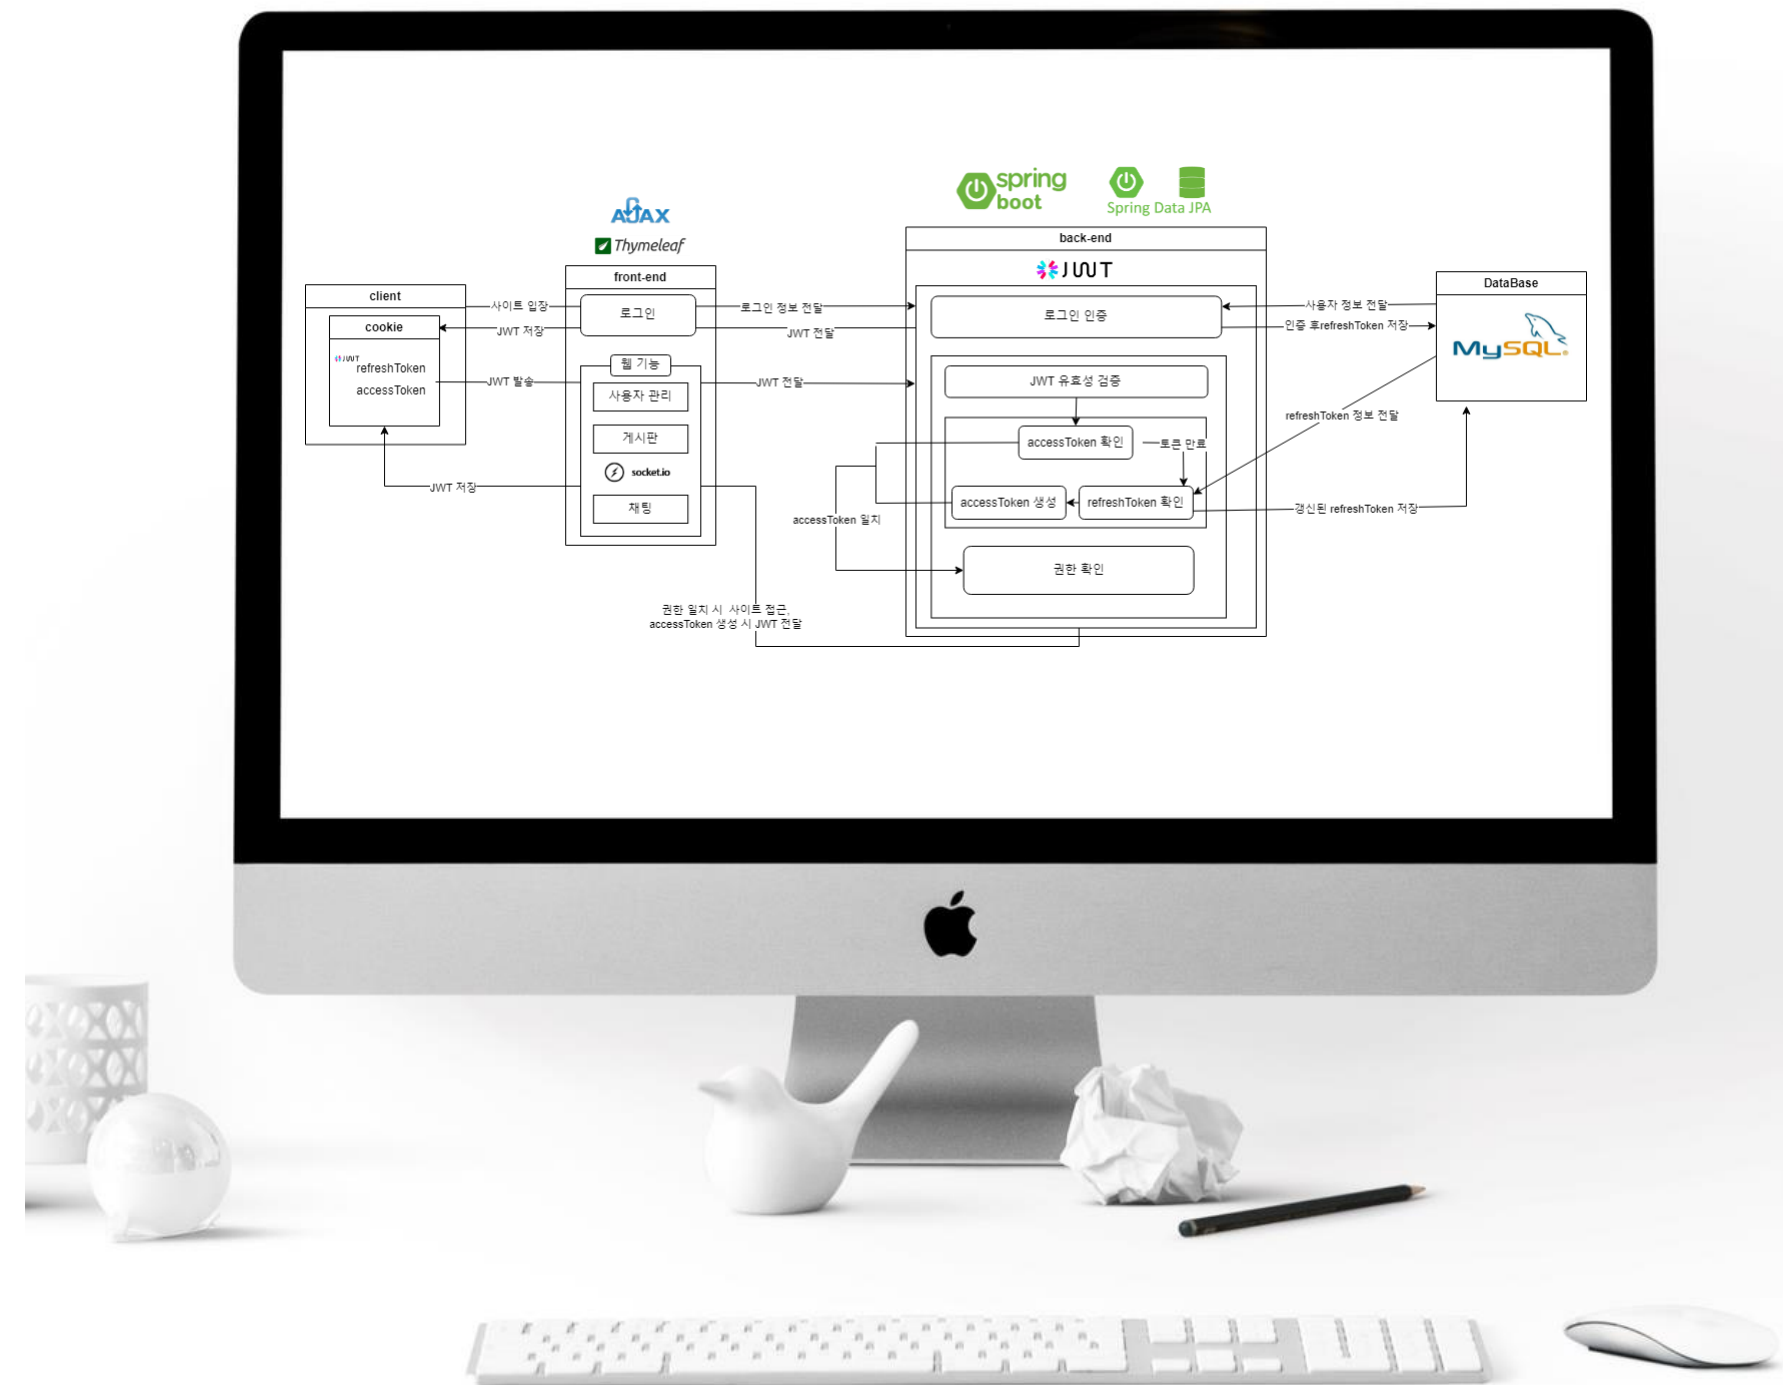 spring
boot
Spring Data JPA
AJAX
Thymeleaf
back-end
JWT
front-end
DataBase
client
cookie
사이트 입장
로그인
로그인 정보 전달
로그인 인증
사용자 정보 전달
JWT 저장
JWT 전달
인증 후refreshToken 저장
MySQL
JWT
refreshToken
accessToken
웹 기능
JWT 발송
JWT 전달
JWT 유효성 검증
사용자 관리
refreshToken 정보 전달
게시판
accessToken 확인
토큰 만료
socket.io
JWT 저장
채팅
accessToken 생성
refreshToken 확인
갱신된 refreshToken 저장
accessToken 일치
권한 확인
권한 일치 시 사이트 접근,
accessToken 생성 시 JWT 전달